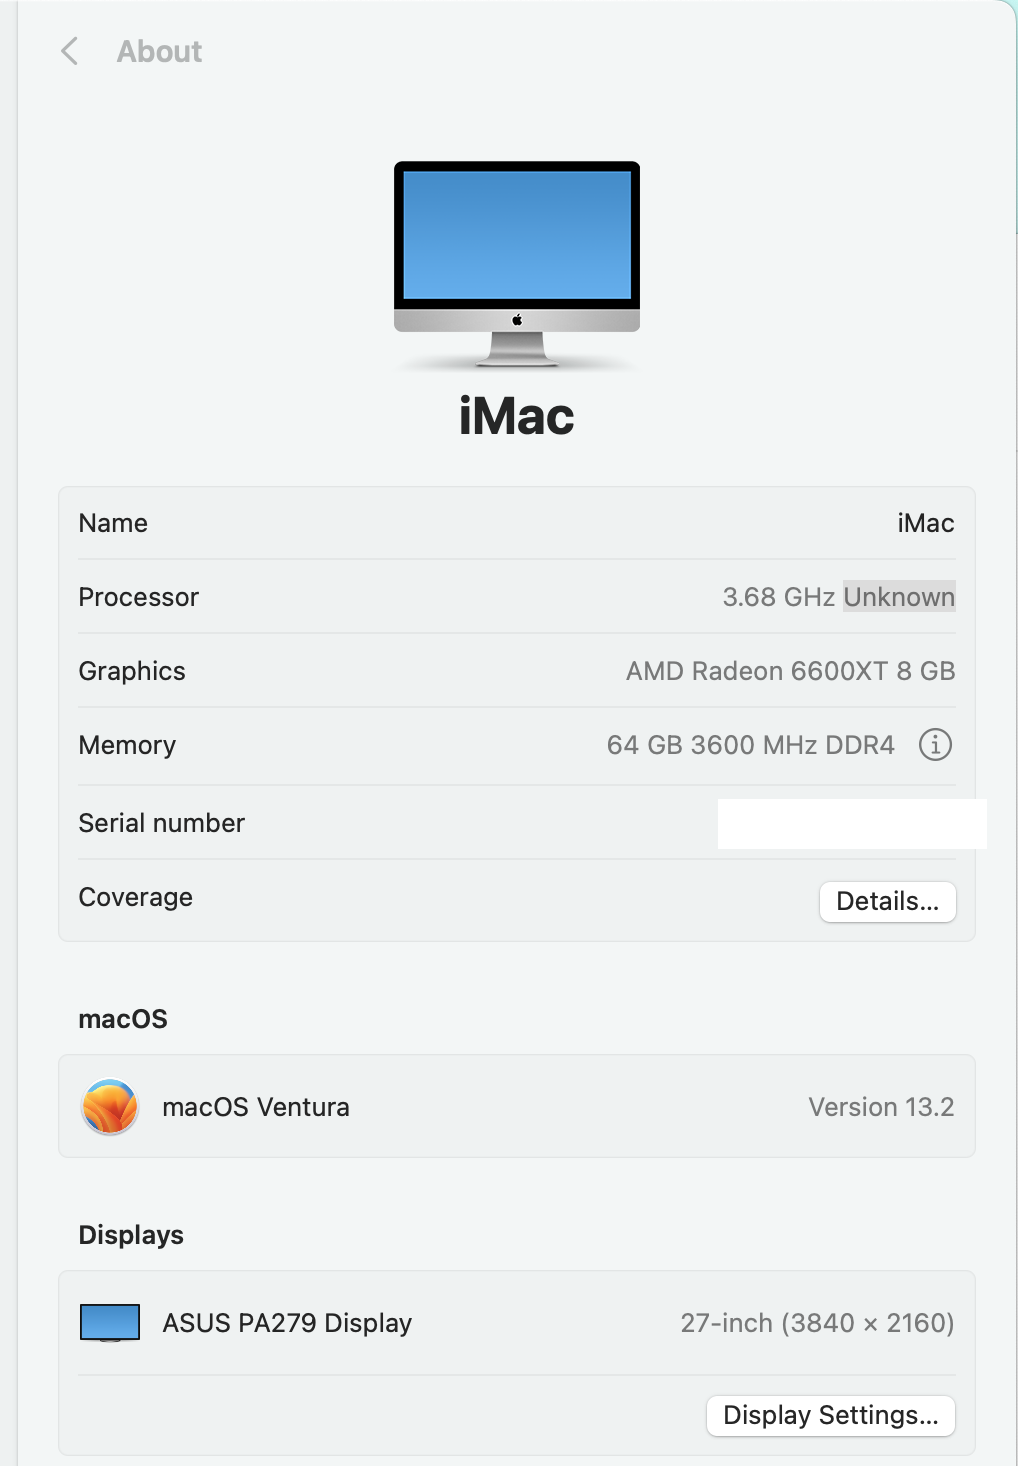 About
iMac
Name iMac
Processor 3.68 GHz Unknown
Graphics AMD Radeon 6600XT 8 GB
Memory 64 GB 3600 MHz DDR4
Serial number
Coverage Details...
macOS
macOS Ventura Version 13.2
Displays
ASUS PA279 Display 27-inch (3840 × 2160)
Display Settings...